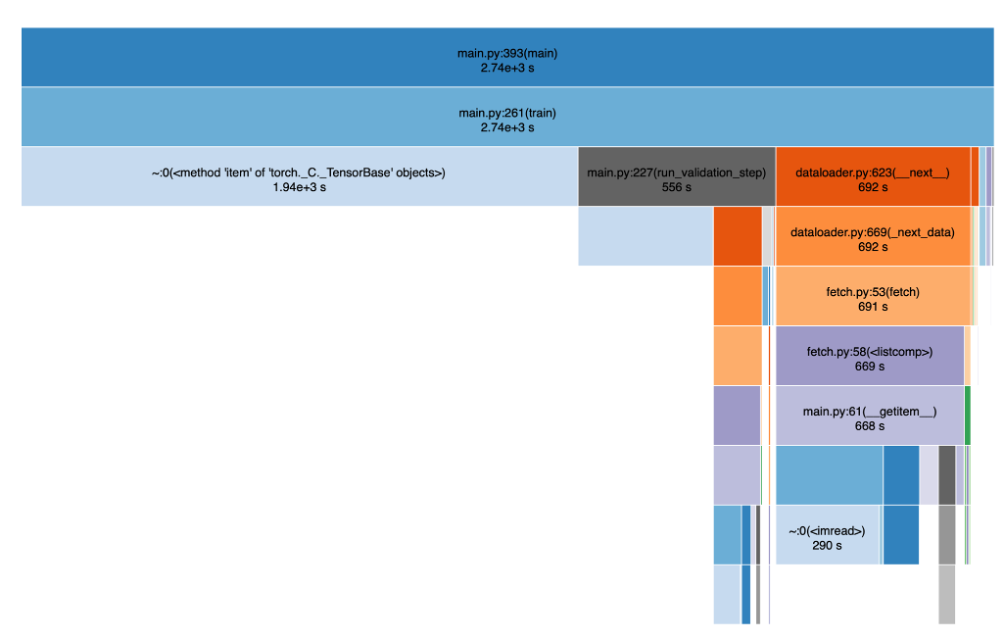 main.py:393(main)
2.74e+3 s
main.py:261(train)
2.74e+3 s
~:0(<method 'item' of 'torch._C._TensorBase' objects>)
1.94e+3 s
main.py:227(run_validation_step)
556 s
dataloader.py:623(__next__)
692 s
dataloader.py:669(_next_data)
692 s
fetch.py:53(fetch)
691 s
fetch.py:58(<listcomp>)
669 s
main.py:61(__getitem__)
668 s
~:0(<imread>)
290 s